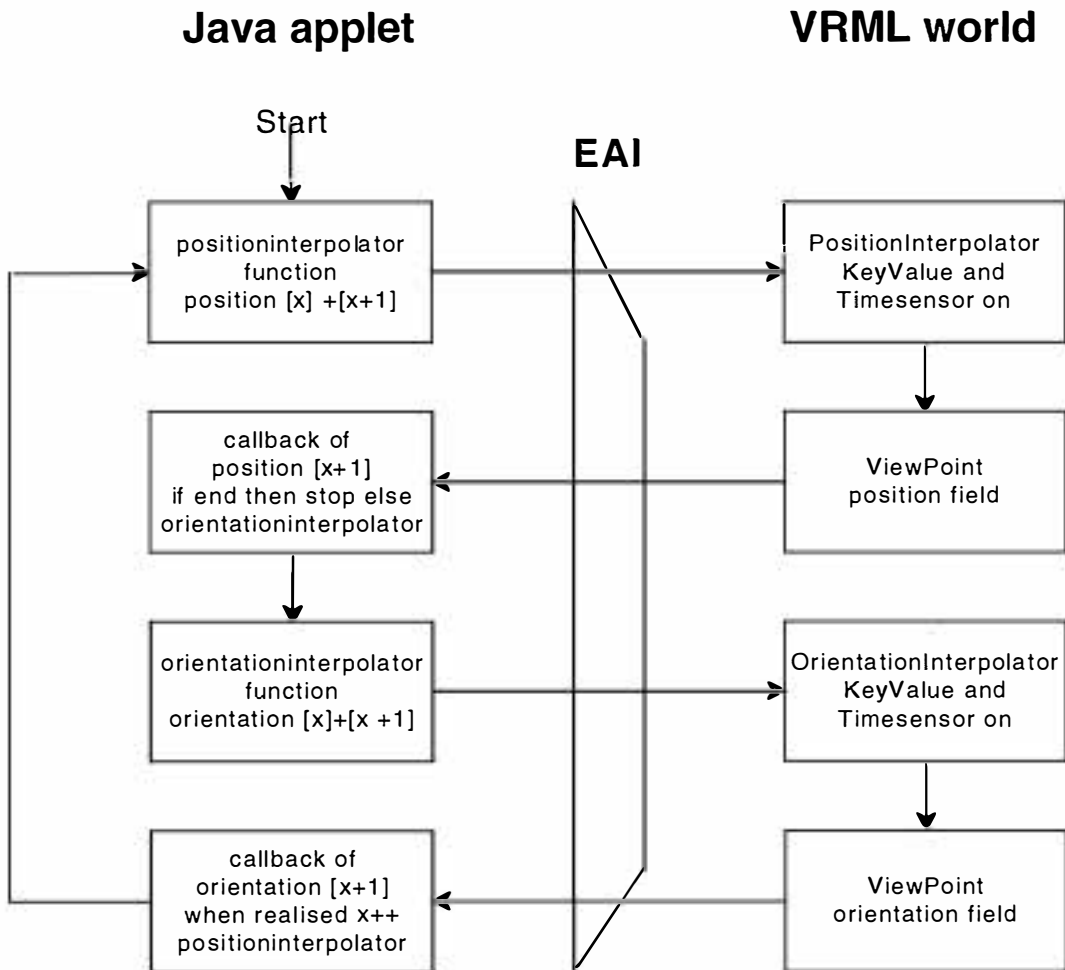 Java applet
VRML world
Start
EAI
positioninterpolator
function
position [x] +[x+1]
PositionInterpolator
KeyValue and
Timesensor on
callback of
position [x+1]
if end then stop else
orientationinterpolator
ViewPoint
position field
orientationinterpolator
function
orientation [x]+[x +1]
OrientationInterpolator
KeyValue and
Timesensor on
callback of
orientation [x+1]
when realised x++
positioninterpolator
ViewPoint
orientation field